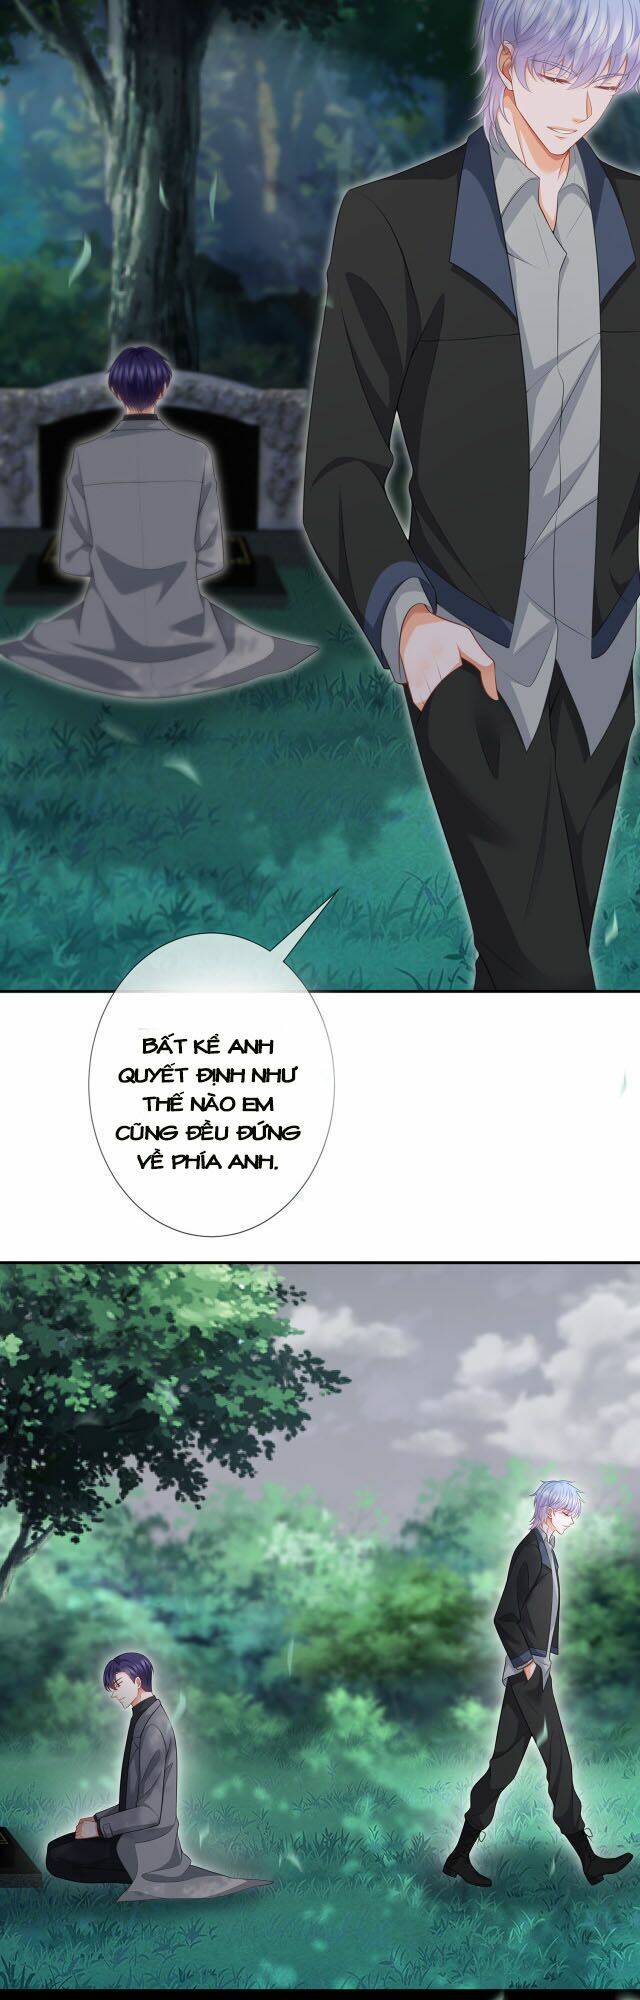 BẤT KỂ ANH
QUYẾT ĐỊNH NHƯ
THẾ NÀO EM
CŨNG ĐỀU ĐỨNG
VỀ PHÍA ANH.